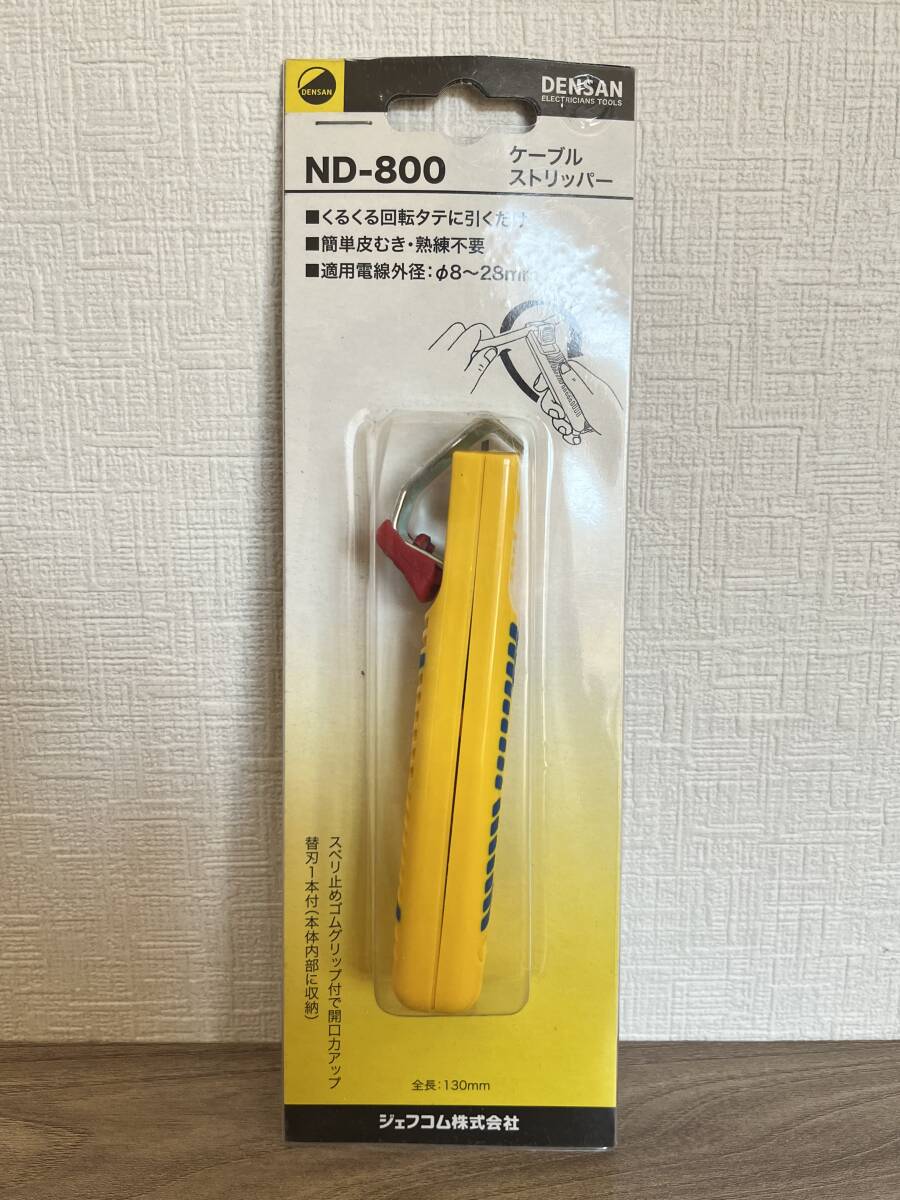 DENSAN
DENSAN
ELECTRICIANS TOOLS
ND-800
ケーブル
ストリッパー
■くるくる回転タテに引くだけ
■簡単皮むき・熟練不要
■適用電線外径：φ8～28mm
スベリ止めゴムグリップ付で開口力アップ
替刃1本付（本体内部に収納）
全長：130mm
ジェフコム株式会社